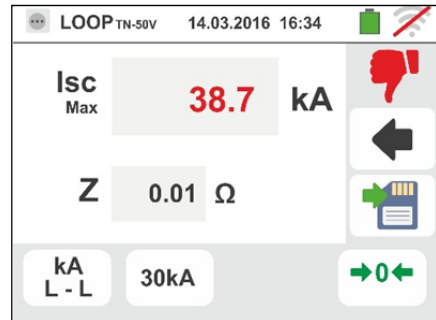 LOOP TN-50V 14.03.2016 16:34
Isc
Max
38.7 kA
Z 0.01 Ω
kA
L - L
30kA
→0←